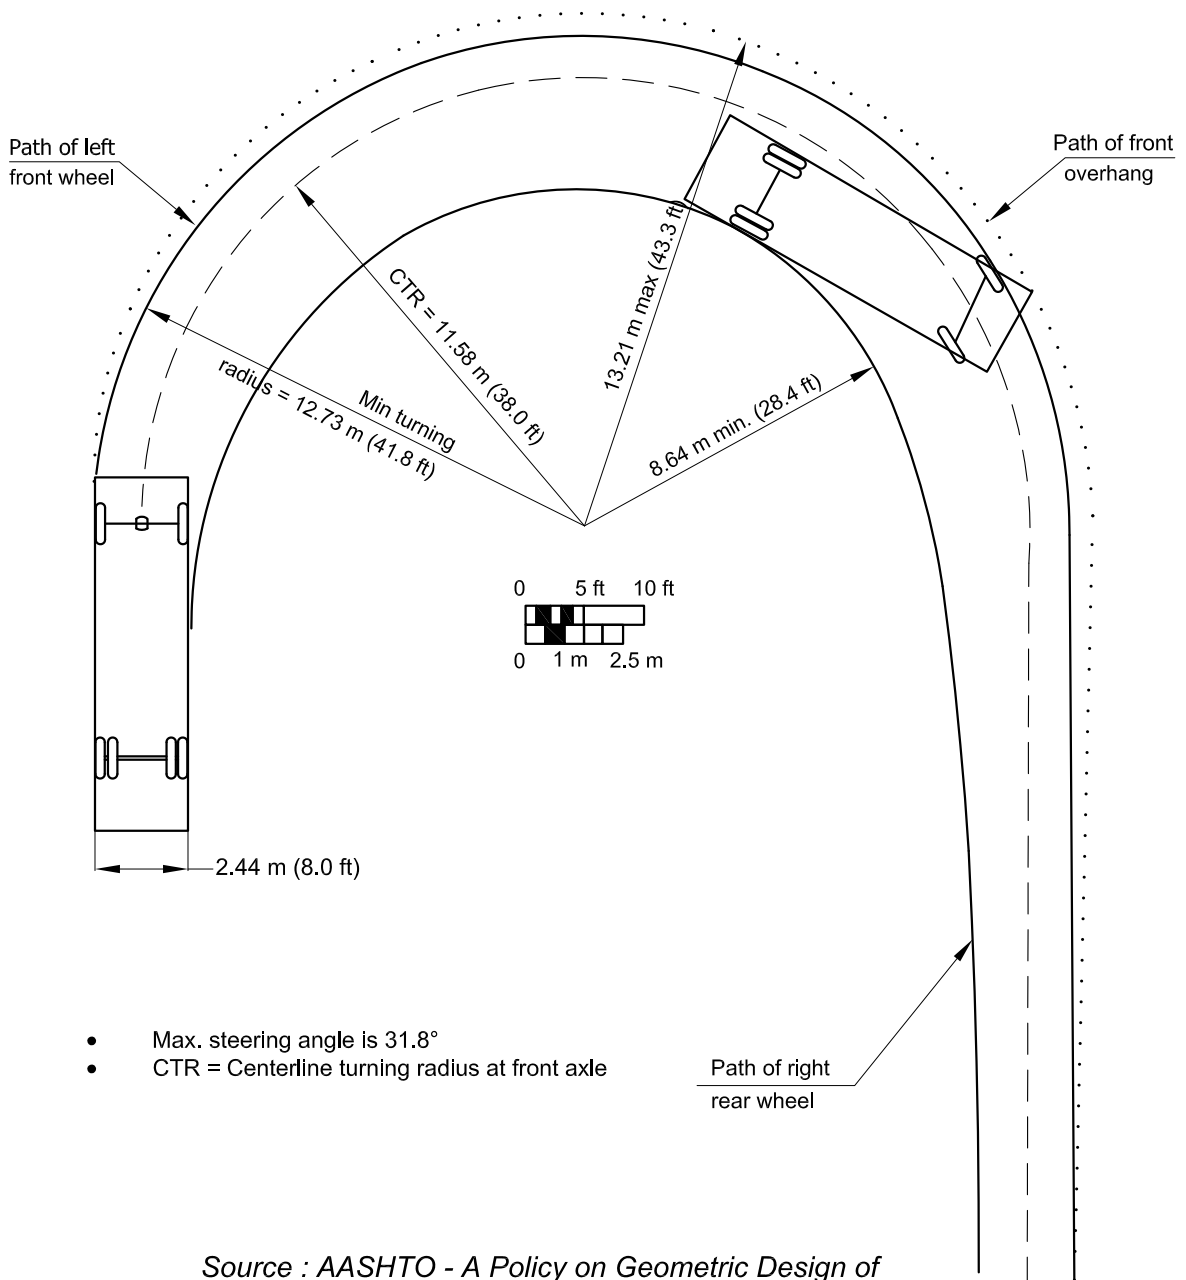 Path of left
front wheel
Path of front
overhang
CTR = 11.58 m (38.0 ft)
13.21 m max (43.3 ft)
Min turning
radius = 12.73 m (41.8 ft)
8.64 m min. (28.4 ft)
0 5 ft 10 ft
0 1 m 2.5 m
2.44 m (8.0 ft)
• Max. steering angle is 31.8°
• CTR = Centerline turning radius at front axle
Path of right
rear wheel
Source : AASHTO - A Policy on Geometric Design of